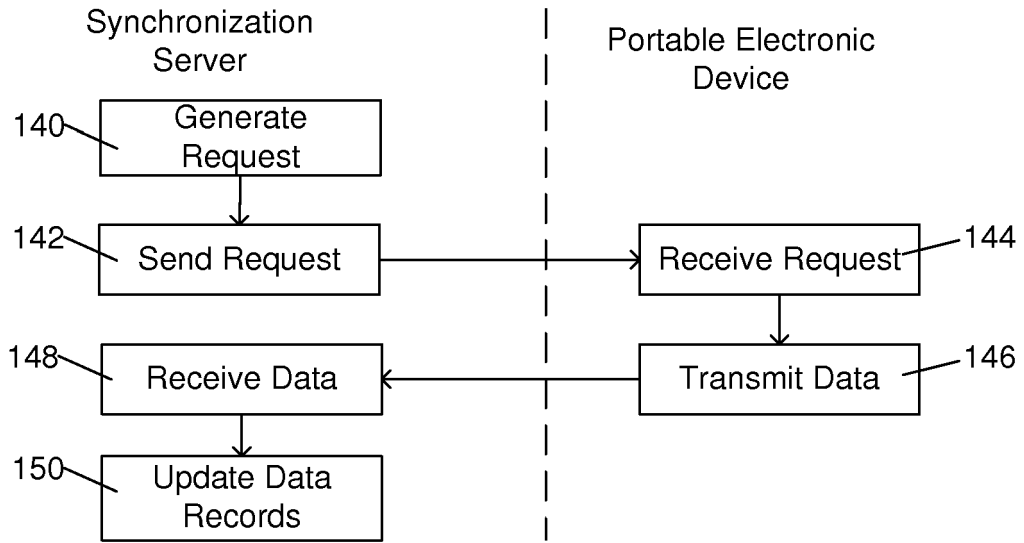 Synchronization
Server
Portable Electronic
Device
140
Generate
Request
142
Send Request
Receive Request
144
148
Receive Data
Transmit Data
146
150
Update Data
Records